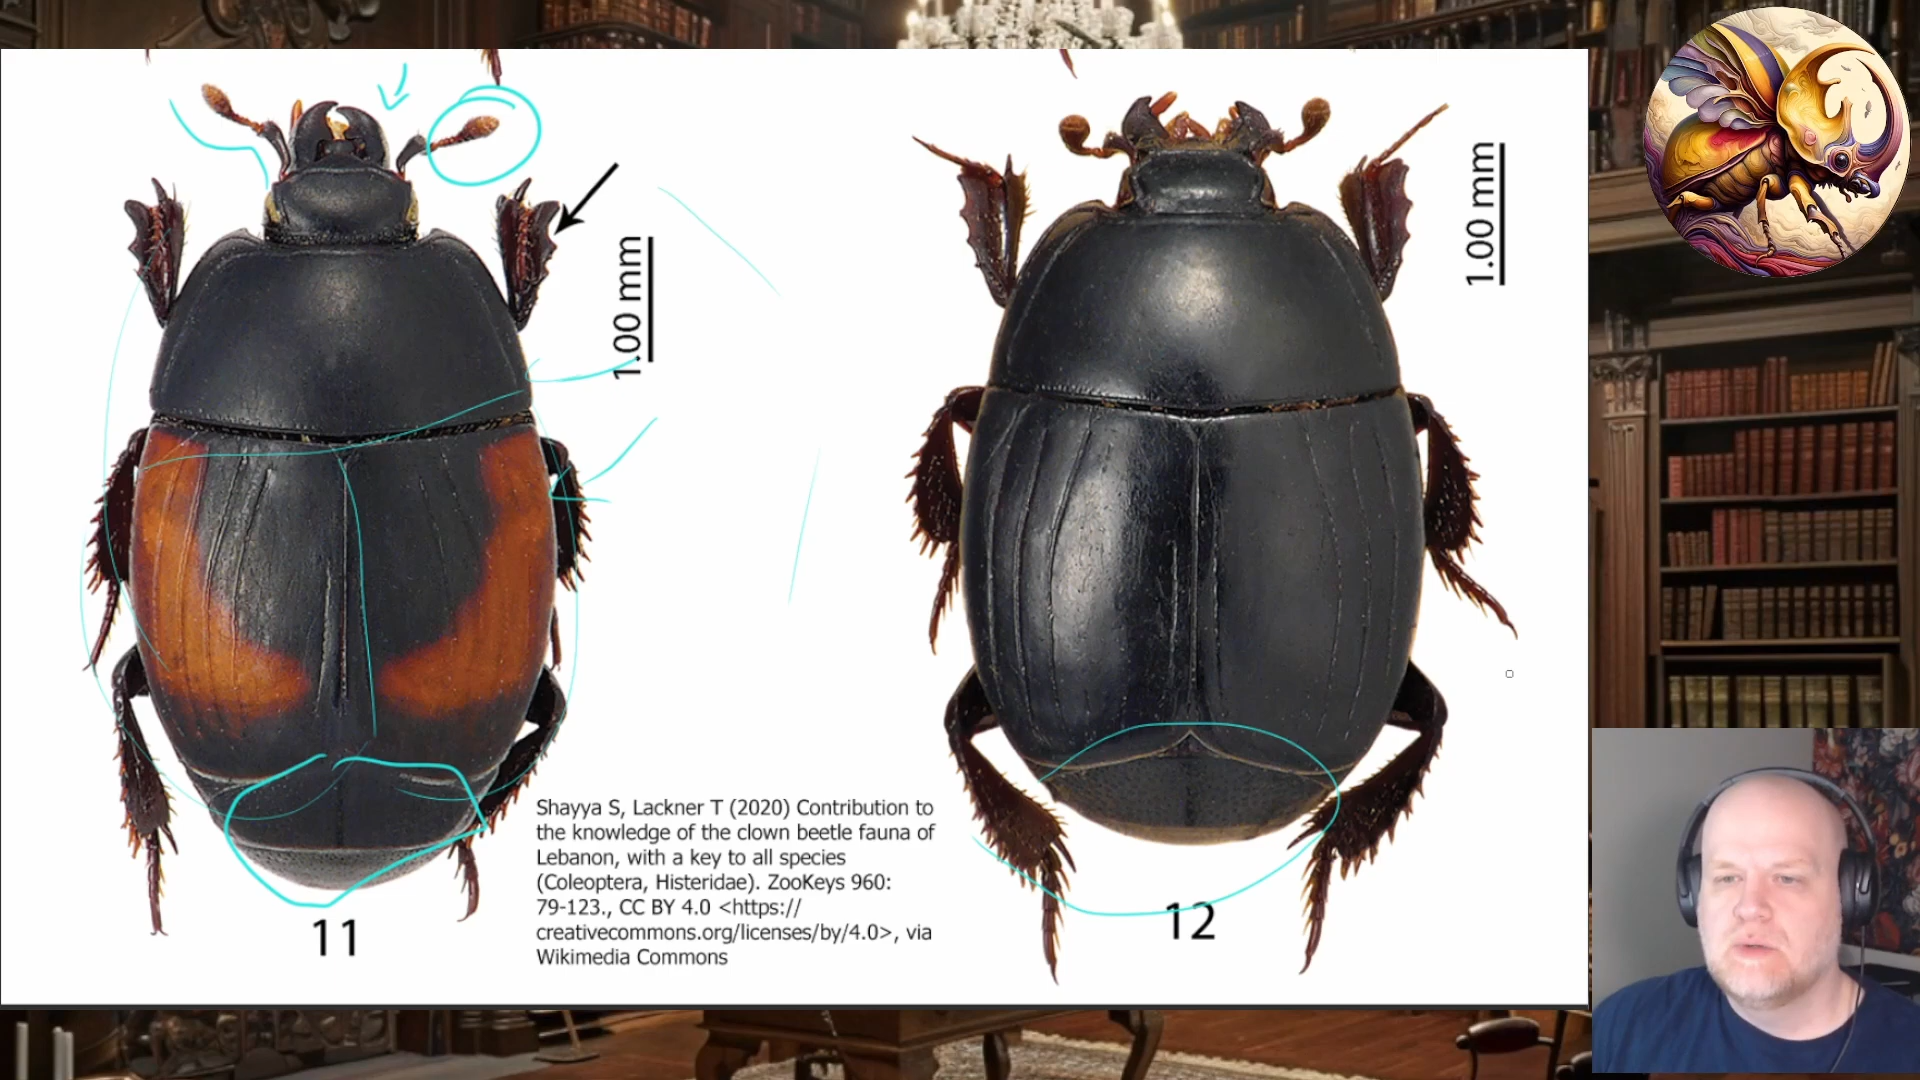 1.00 mm
1.00 mm
Shayya S, Lackner T (2020) Contribution to
the knowledge of the clown beetle fauna of
Lebanon, with a key to all species
(Coleoptera, Histeridae). ZooKeys 960:
79-123., CC BY 4.0 <https://
creativecommons.org/licenses/by/4.0>, via
Wikimedia Commons
11
12